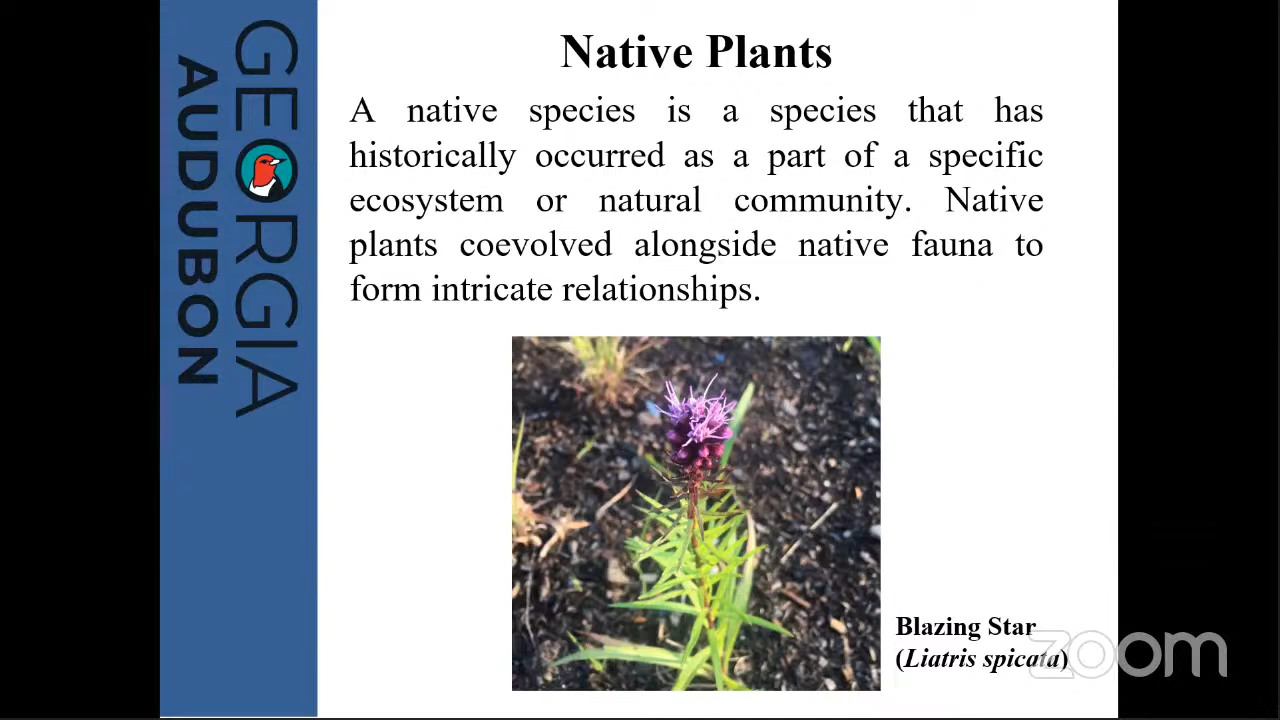 GEORGIA
AUDUBON
Native Plants
A native species is a species that has
historically occurred as a part of a specific
ecosystem or natural community. Native
plants coevolved alongside native fauna to
form intricate relationships.
Blazing Star
(Liatris spicata)
zoom